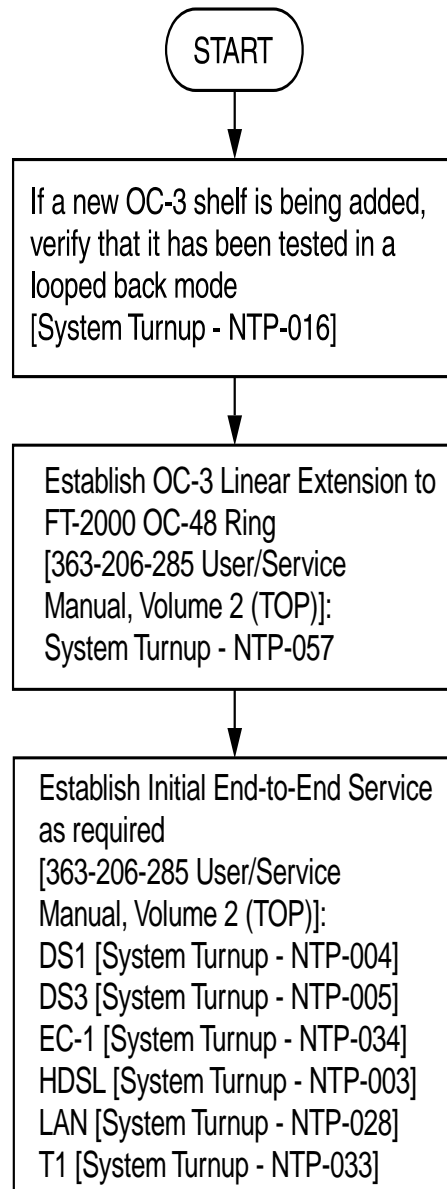 START
If a new OC-3 shelf is being added,
verify that it has been tested in a
looped back mode
[System Turnup - NTP-016]
Establish OC-3 Linear Extension to
FT-2000 OC-48 Ring
[363-206-285 User/Service
Manual, Volume 2 (TOP)]:
System Turnup - NTP-057
Establish Initial End-to-End Service
as required
[363-206-285 User/Service
Manual, Volume 2 (TOP)]:
DS1 [System Turnup - NTP-004]
DS3 [System Turnup - NTP-005]
EC-1 [System Turnup - NTP-034]
HDSL [System Turnup - NTP-003]
LAN [System Turnup - NTP-028]
T1 [System Turnup - NTP-033]